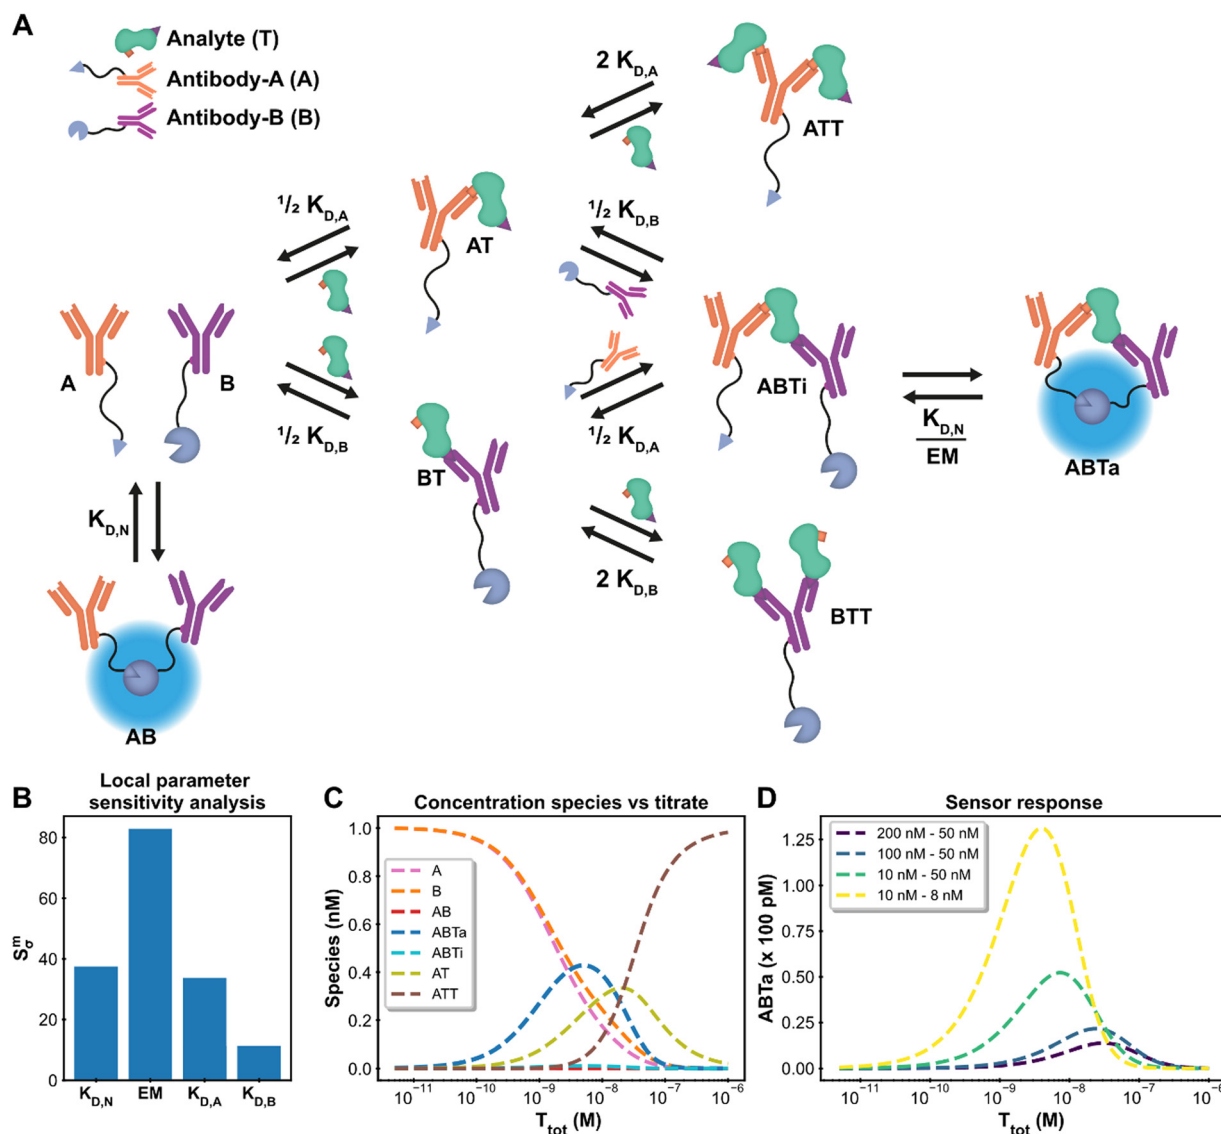 A
Analyte (T)
Antibody-A (A)
Antibody-B (B)
2 K_D,A
ATT
½ K_D,A
AT
½ K_D,B
A
B
ABTi
K_D,N
EM
ABTa
½ K_D,B
BT
½ K_D,A
K_D,N
2 K_D,B
BTT
AB
B
Local parameter
sensitivity analysis
S_σ^m
80
60
40
20
0
K_D,N EM K_D,A K_D,B
C
Concentration species vs titrate
Species (nM)
1.0
0.8
0.6
0.4
0.2
0.0
A
B
AB
ABTa
ABTi
AT
ATT
10⁻¹¹ 10⁻¹⁰ 10⁻⁹ 10⁻⁸ 10⁻⁷ 10⁻⁶
T_tot (M)
D
Sensor response
ABTa (x 100 pM)
1.25
1.00
0.75
0.50
0.25
0.00
200 nM - 50 nM
100 nM - 50 nM
10 nM - 50 nM
10 nM - 8 nM
10⁻¹¹ 10⁻¹⁰ 10⁻⁹ 10⁻⁸ 10⁻⁷ 10⁻⁶
T_tot (M)